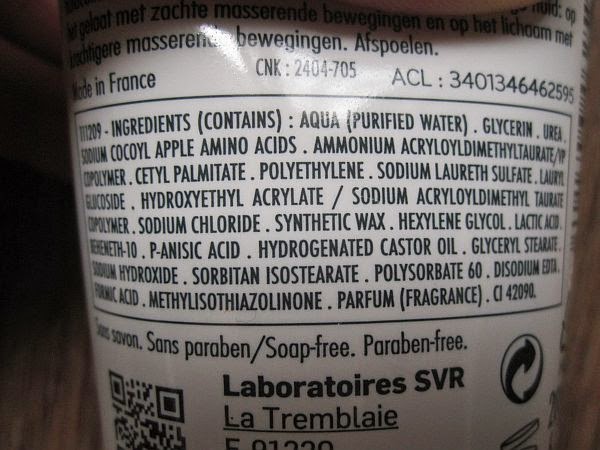 het gelaat met zachte masserende bewegingen en op het lichaam met
krachtigere masserende bewegingen. Afspoelen.
Made in France
CNK : 2404-705
ACL : 3401346462595
111209 - INGREDIENTS (CONTAINS) : AQUA (PURIFIED WATER) . GLYCERIN . UREA .
SODIUM COCOYL APPLE AMINO ACIDS . AMMONIUM ACRYLOYLDIMETHYLTAURATE/VP
COPOLYMER . CETYL PALMITATE . POLYETHYLENE . SODIUM LAURETH SULFATE . LAURYL
GLUCOSIDE . HYDROXYETHYL ACRYLATE / SODIUM ACRYLOYLDIMETHYL TAURATE
COPOLYMER . SODIUM CHLORIDE . SYNTHETIC WAX . HEXYLENE GLYCOL . LACTIC ACID .
BEHENETH-10 . P-ANISIC ACID . HYDROGENATED CASTOR OIL . GLYCERYL STEARATE .
SODIUM HYDROXIDE . SORBITAN ISOSTEARATE . POLYSORBATE 60 . DISODIUM EDTA .
FORMIC ACID . METHYLISOTHIAZOLINONE . PARFUM (FRAGRANCE) . CI 42090.
Sans savon. Sans paraben/Soap-free. Paraben-free.
Laboratoires SVR
La Tremblaie
F-91220